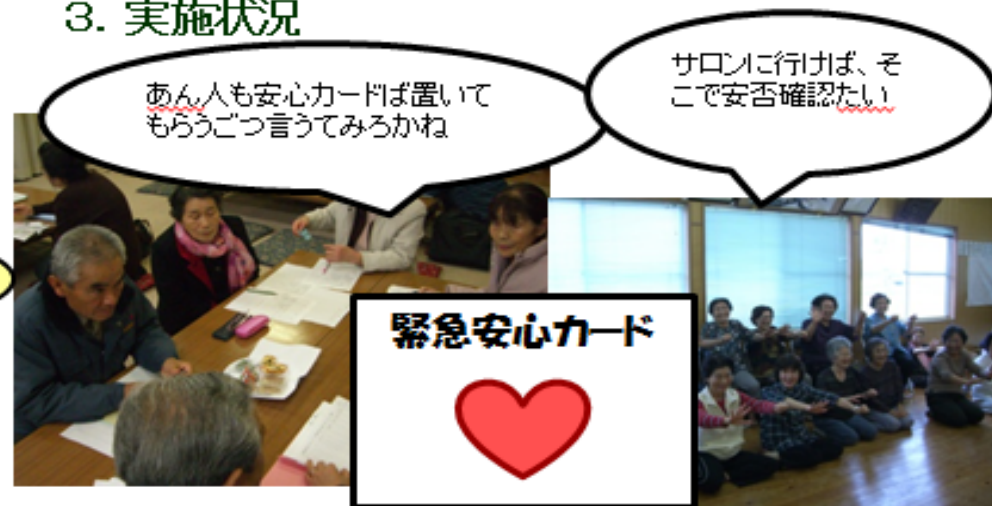 3. 実施状況
あん人も安心カードば置いて
もらうごつ言うてみろかね
サロンに行けば、そ
こで安否確認たい
緊急安心カード